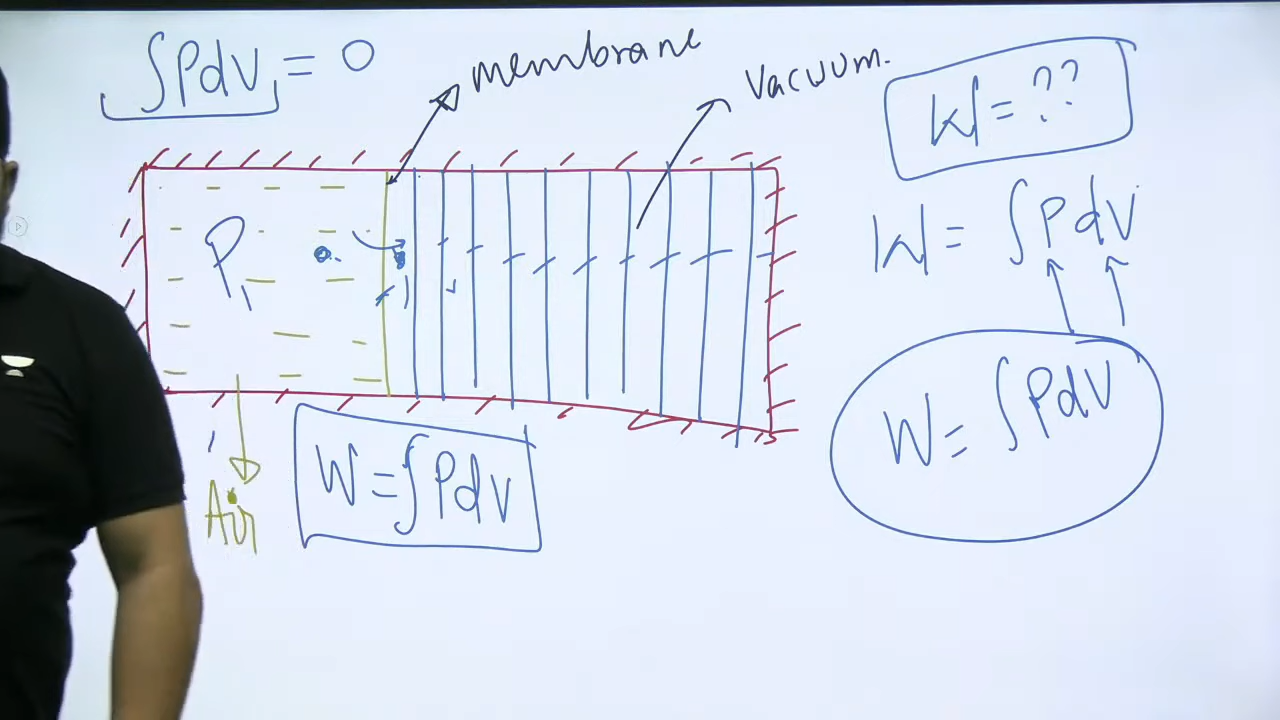 ∫PdV = 0
membrane
Vacuum.
W = ??
P1
W = ∫PdV
W = ∫PdV
W = ∫PdV
Air